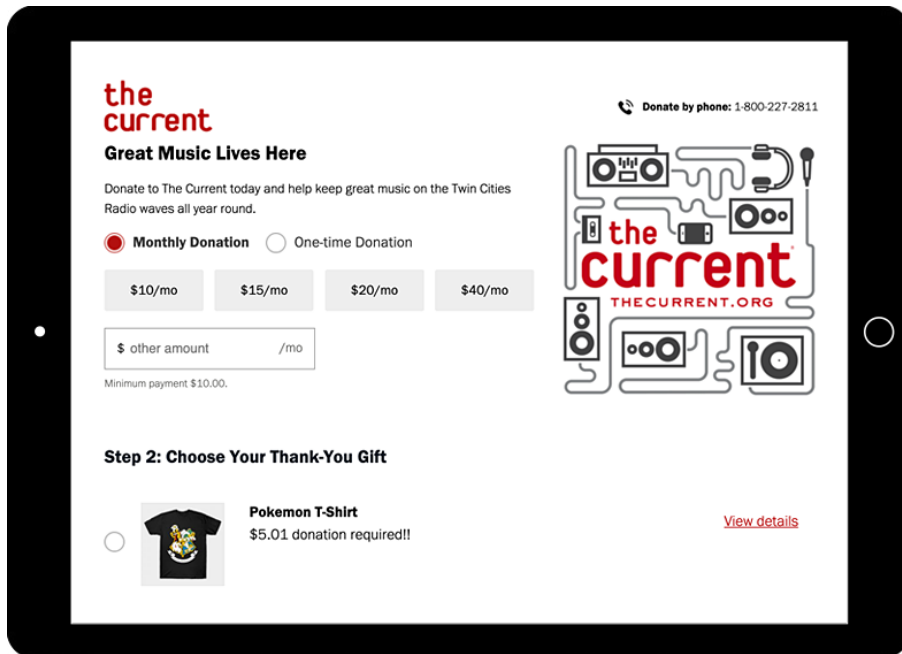 the
current
Great Music Lives Here
Donate to The Current today and help keep great music on the Twin Cities
Radio waves all year round.
Monthly Donation One-time Donation
$10/mo $15/mo $20/mo $40/mo
$ other amount /mo
Minimum payment $10.00.
Donate by phone: 1-800-227-2811
the
current
THECURRENT.ORG
Step 2: Choose Your Thank-You Gift
Pokemon T-Shirt
$5.01 donation required!!
View details